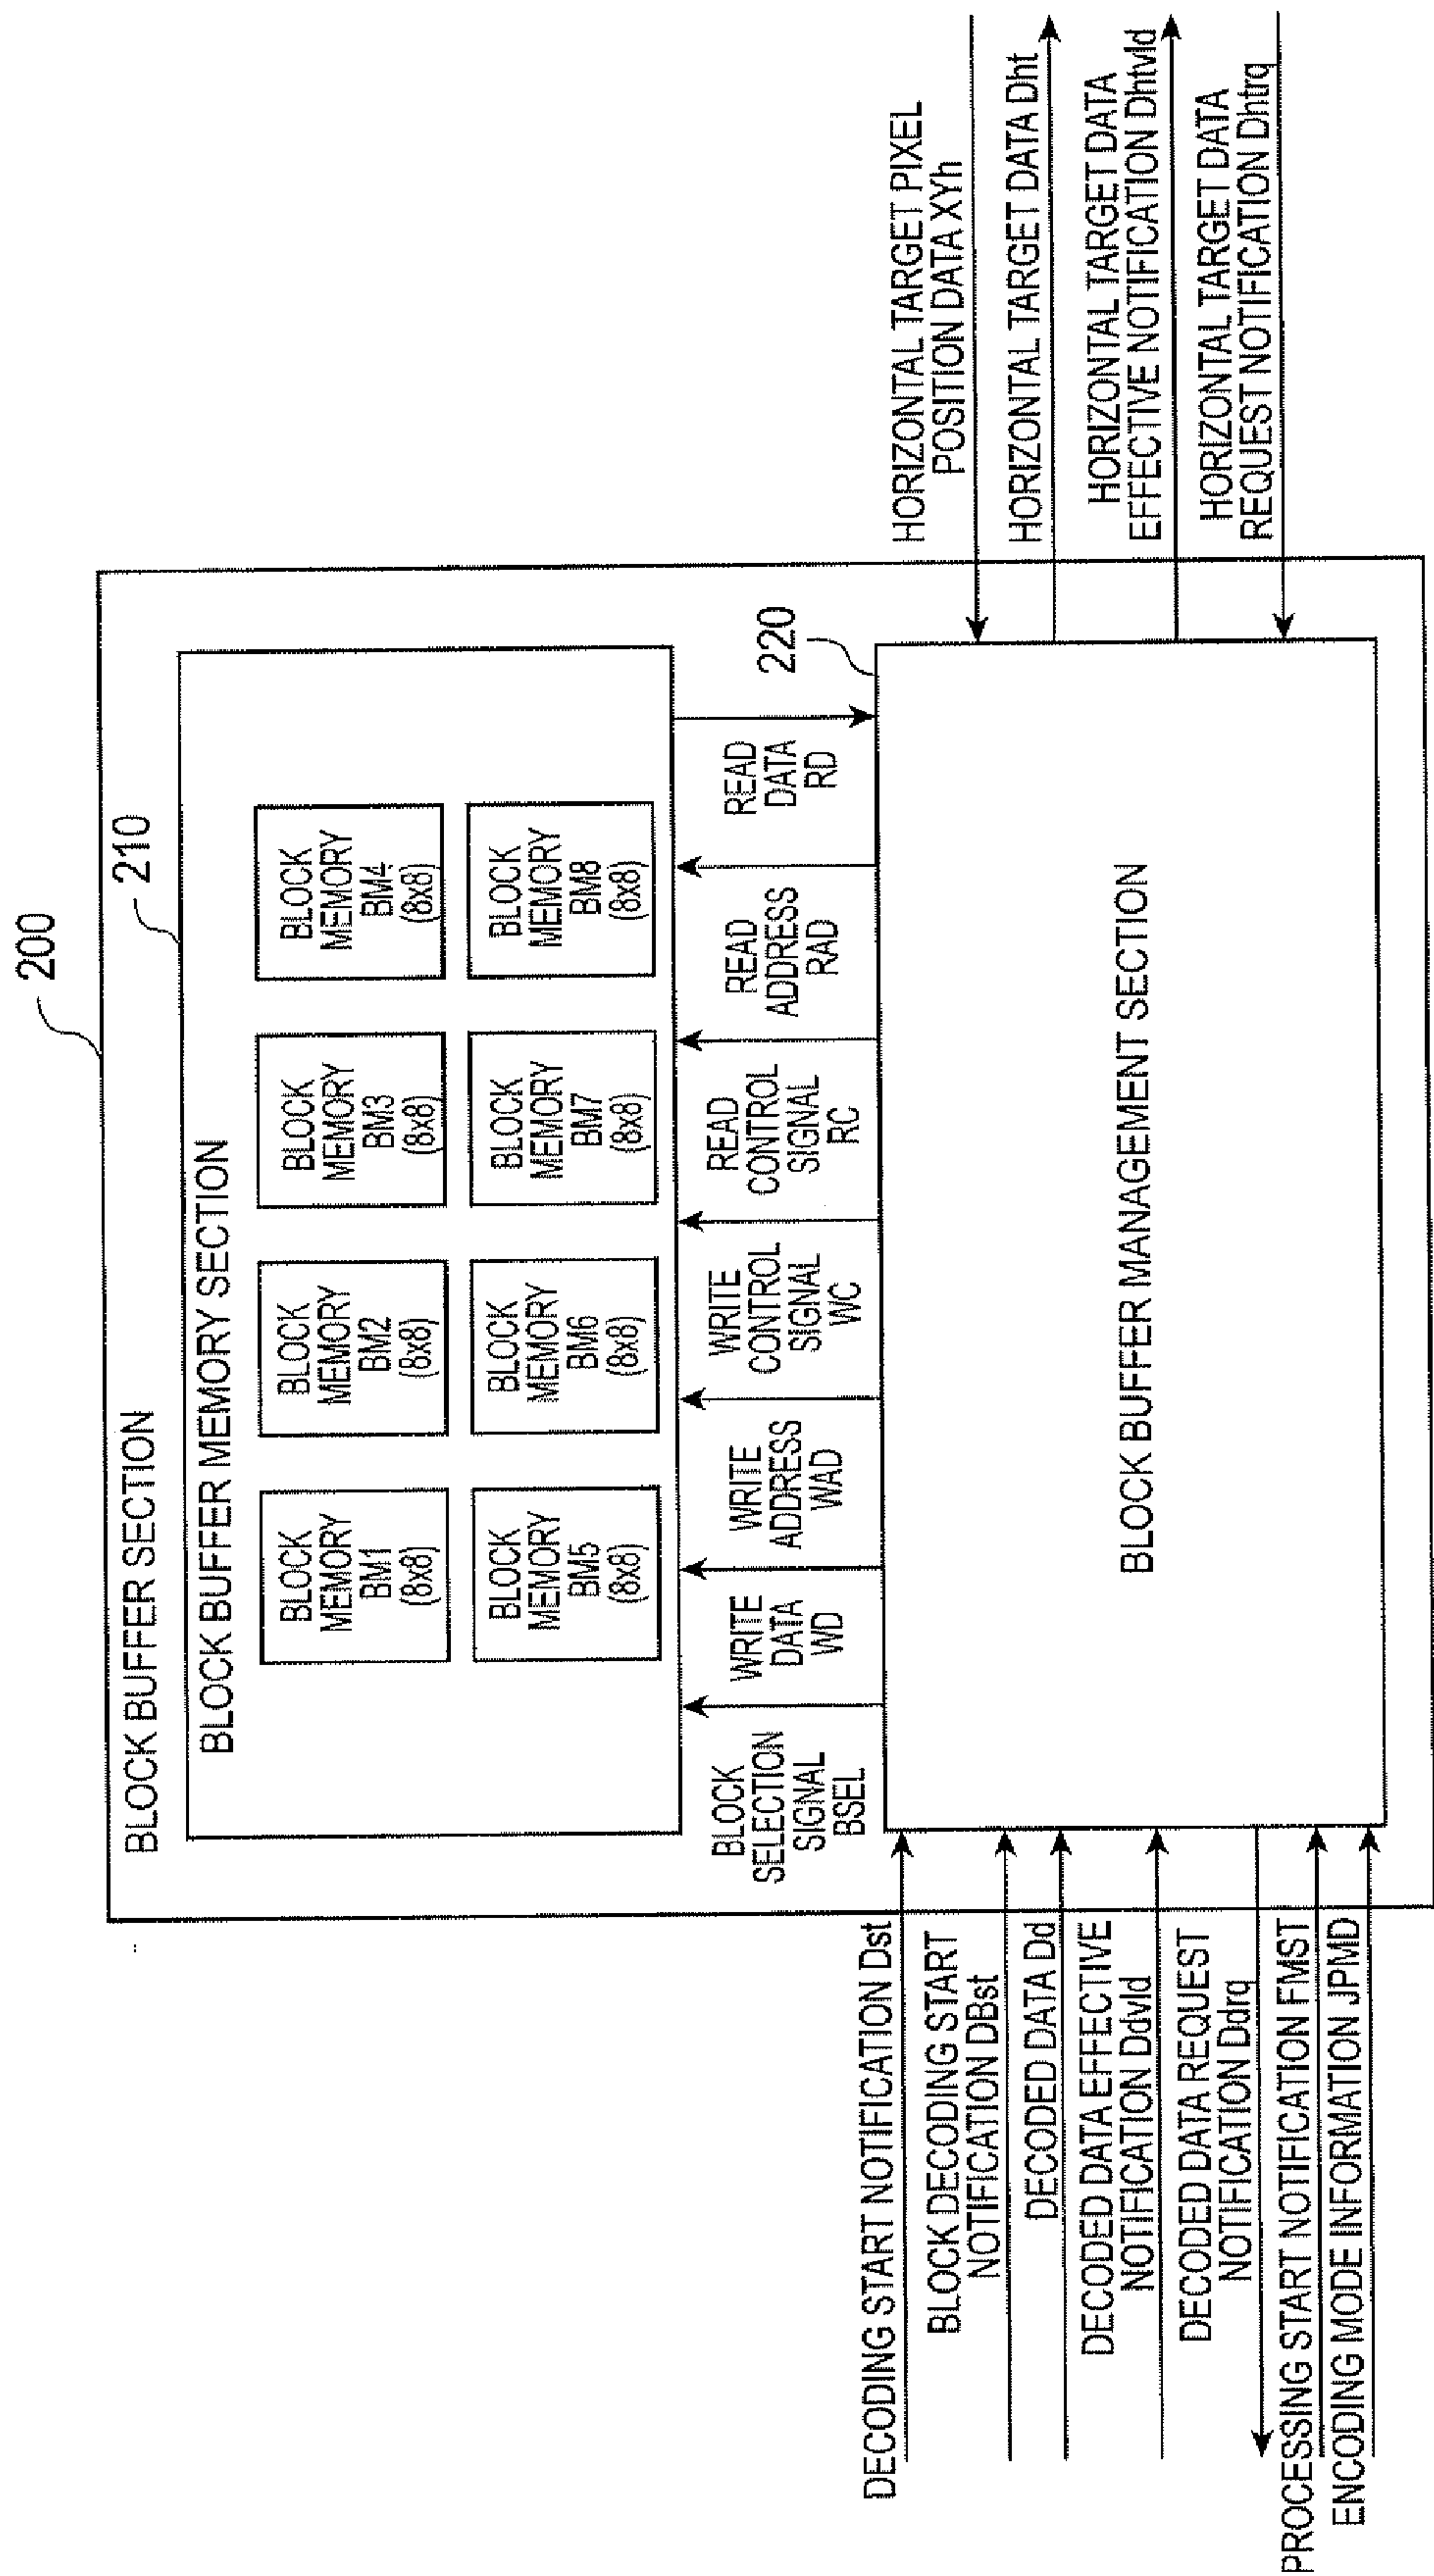 200
BLOCK BUFFER SECTION
210
BLOCK BUFFER MEMORY SECTION
BLOCK
MEMORY
BM1
(8x8)
BLOCK
MEMORY
BM2
(8x8)
BLOCK
MEMORY
BM3
(8x8)
BLOCK
MEMORY
BM4
(8x8)
BLOCK
MEMORY
BM5
(8x8)
BLOCK
MEMORY
BM6
(8x8)
BLOCK
MEMORY
BM7
(8x8)
BLOCK
MEMORY
BM8
(8x8)
BLOCK
SELECTION
SIGNAL
BSEL
WRITE
DATA
WD
WRITE
ADDRESS
WAD
WRITE
CONTROL
SIGNAL
WC
READ
CONTROL
SIGNAL
RC
READ
ADDRESS
RAD
READ
DATA
RD
220
BLOCK BUFFER MANAGEMENT SECTION
DECODING START NOTIFICATION Dst
BLOCK DECODING START
NOTIFICATION DBst
DECODED DATA Dd
DECODED DATA EFFECTIVE
NOTIFICATION Ddvld
DECODED DATA REQUEST
NOTIFICATION Ddrq
PROCESSING START NOTIFICATION FMST
ENCODING MODE INFORMATION JPMD
HORIZONTAL TARGET PIXEL
POSITION DATA XYh
HORIZONTAL TARGET DATA Dht
HORIZONTAL TARGET DATA
EFFECTIVE NOTIFICATION Dhtvld
HORIZONTAL TARGET DATA
REQUEST NOTIFICATION Dhtrq